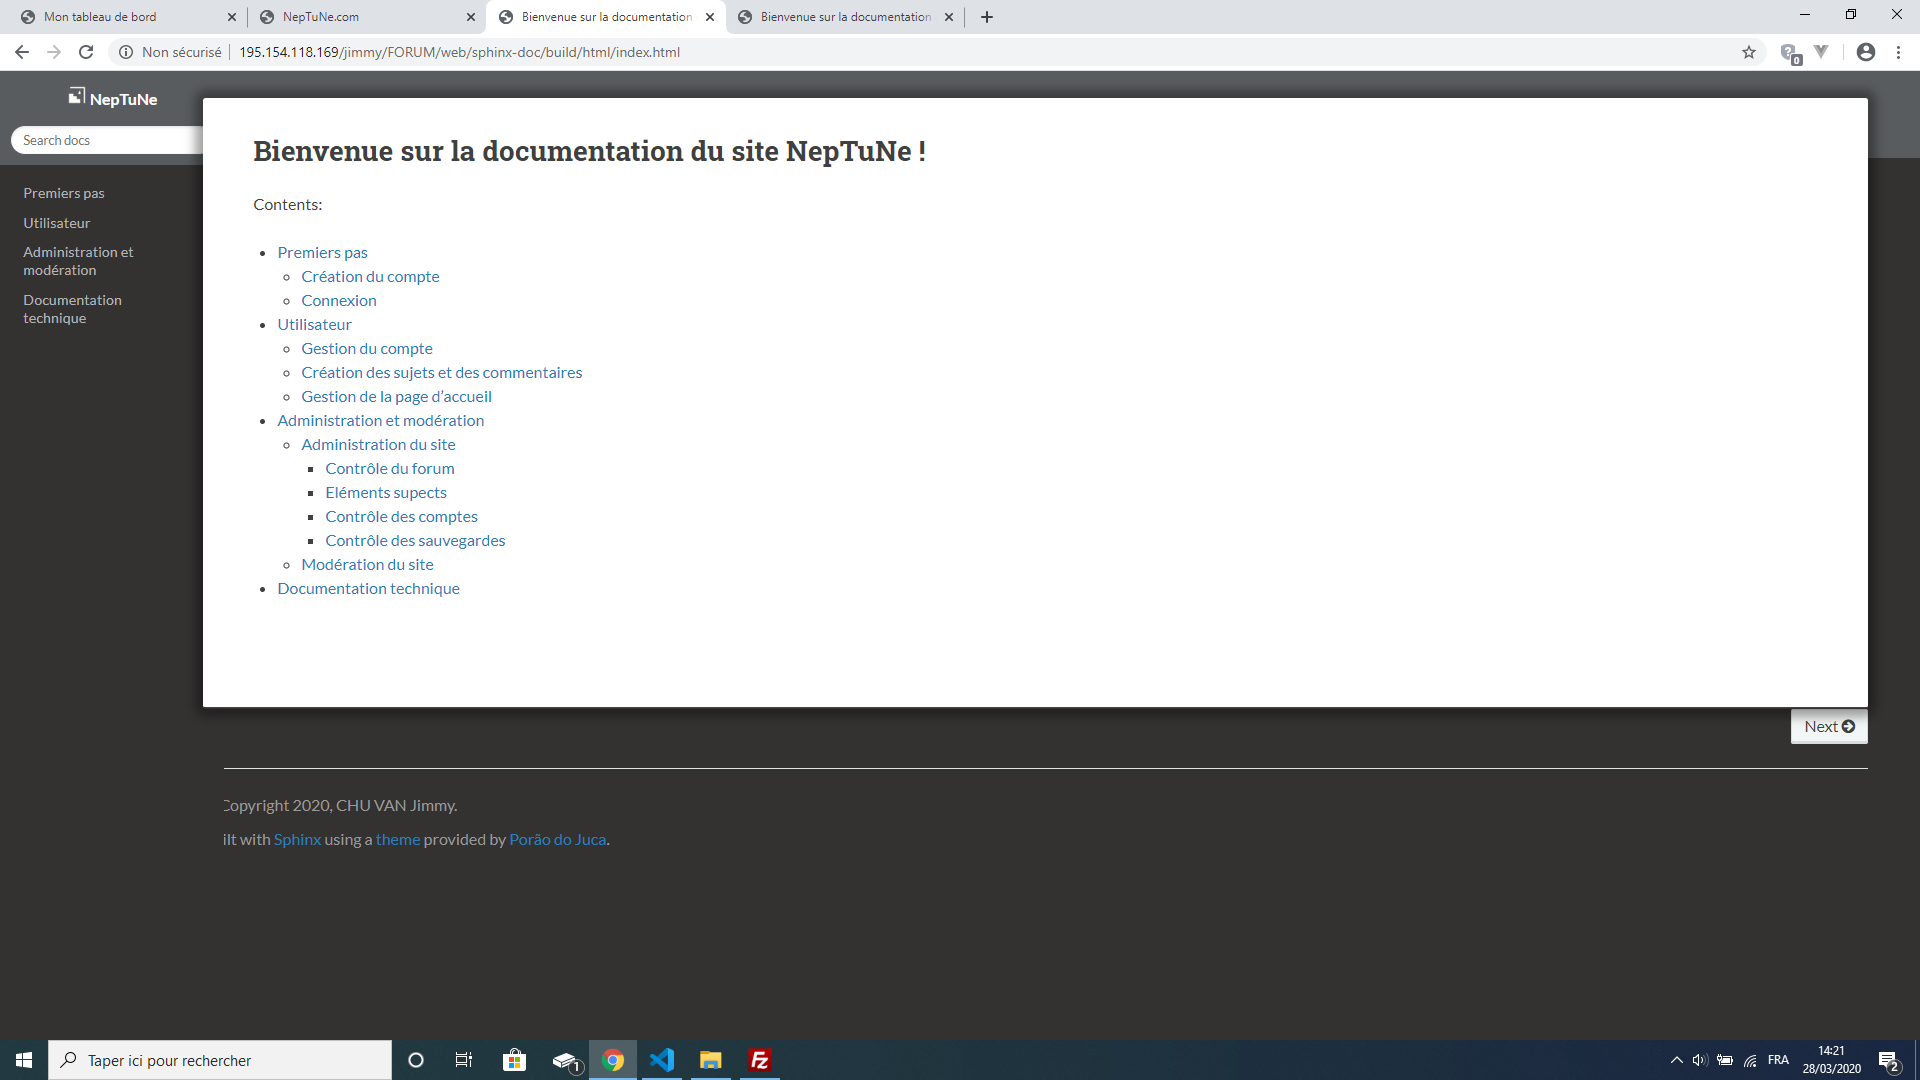 Mon tableau de bord
NepTuNe.com
Bienvenue sur la documentation
Bienvenue sur la documentation
Non sécurisé
195.154.118.169/jimmy/FORUM/web/sphinx-doc/build/html/index.html
0
NepTuNe
Search docs
Premiers pas
Utilisateur
Administration et
modération
Documentation
technique
Bienvenue sur la documentation du site NepTuNe !
Contents:
Premiers pas
Création du compte
Connexion
Utilisateur
Gestion du compte
Création des sujets et des commentaires
Gestion de la page d’accueil
Administration et modération
Administration du site
Contrôle du forum
Eléments supects
Contrôle des comptes
Contrôle des sauvegardes
Modération du site
Documentation technique
Next
Copyright 2020, CHU VAN Jimmy.
ilt with Sphinx using a theme provided by Porão do Juca.
Taper ici pour rechercher
1
FRA
14:21
28/03/2020
2